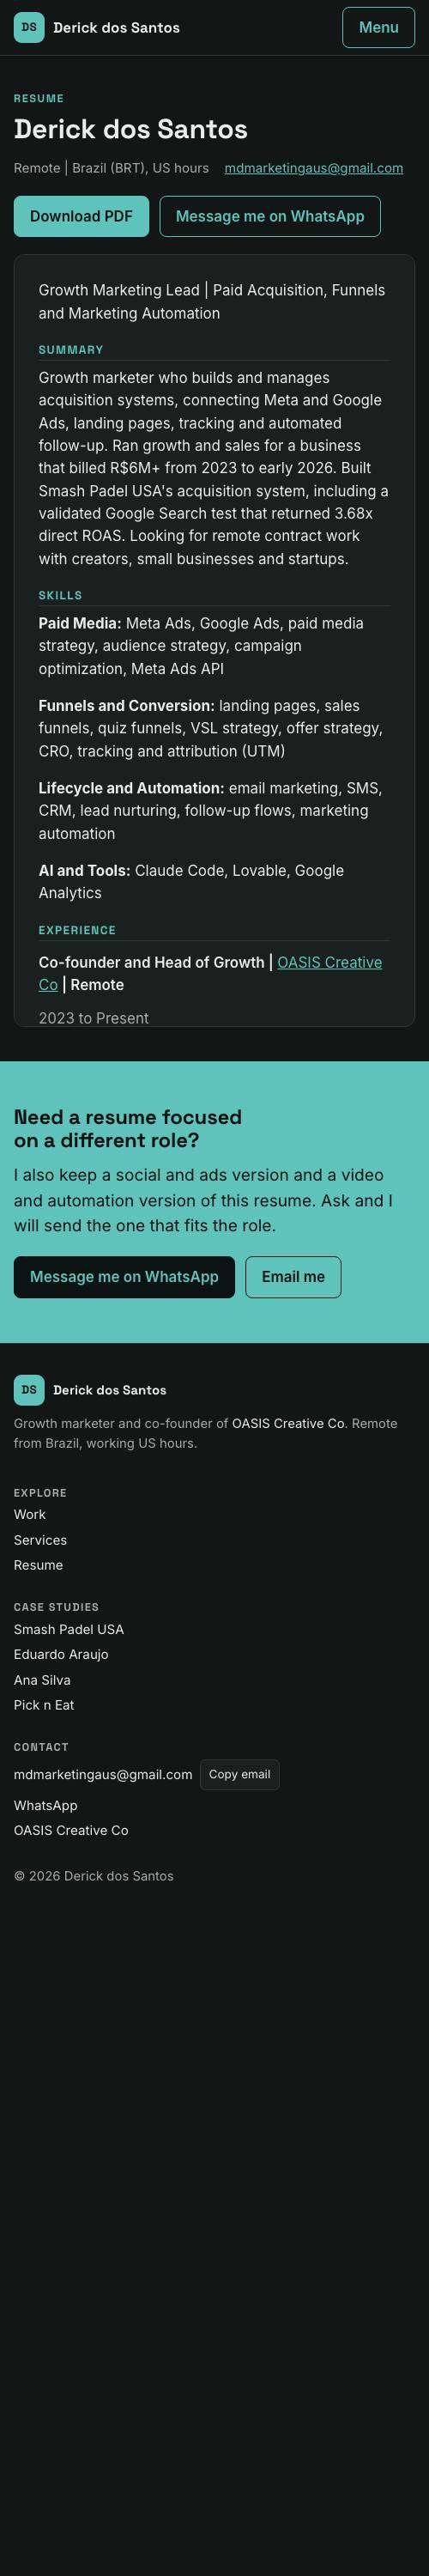 DS Derick dos Santos Menu
RESUME
Derick dos Santos
Remote | Brazil (BRT), US hours mdmarketingaus@gmail.com
Download PDF Message me on WhatsApp
Growth Marketing Lead | Paid Acquisition, Funnels
and Marketing Automation
SUMMARY
Growth marketer who builds and manages
acquisition systems, connecting Meta and Google
Ads, landing pages, tracking and automated
follow-up. Ran growth and sales for a business
that billed R$6M+ from 2023 to early 2026. Built
Smash Padel USA's acquisition system, including a
validated Google Search test that returned 3.68x
direct ROAS. Looking for remote contract work
with creators, small businesses and startups.
SKILLS
Paid Media: Meta Ads, Google Ads, paid media
strategy, audience strategy, campaign
optimization, Meta Ads API
Funnels and Conversion: landing pages, sales
funnels, quiz funnels, VSL strategy, offer strategy,
CRO, tracking and attribution (UTM)
Lifecycle and Automation: email marketing, SMS,
CRM, lead nurturing, follow-up flows, marketing
automation
AI and Tools: Claude Code, Lovable, Google
Analytics
EXPERIENCE
Co-founder and Head of Growth | OASIS Creative
Co | Remote
2023 to Present
Need a resume focused
on a different role?
I also keep a social and ads version and a video
and automation version of this resume. Ask and I
will send the one that fits the role.
Message me on WhatsApp Email me
DS Derick dos Santos
Growth marketer and co-founder of OASIS Creative Co. Remote
from Brazil, working US hours.
EXPLORE
Work
Services
Resume
CASE STUDIES
Smash Padel USA
Eduardo Araujo
Ana Silva
Pick n Eat
CONTACT
mdmarketingaus@gmail.com Copy email
WhatsApp
OASIS Creative Co
© 2026 Derick dos Santos